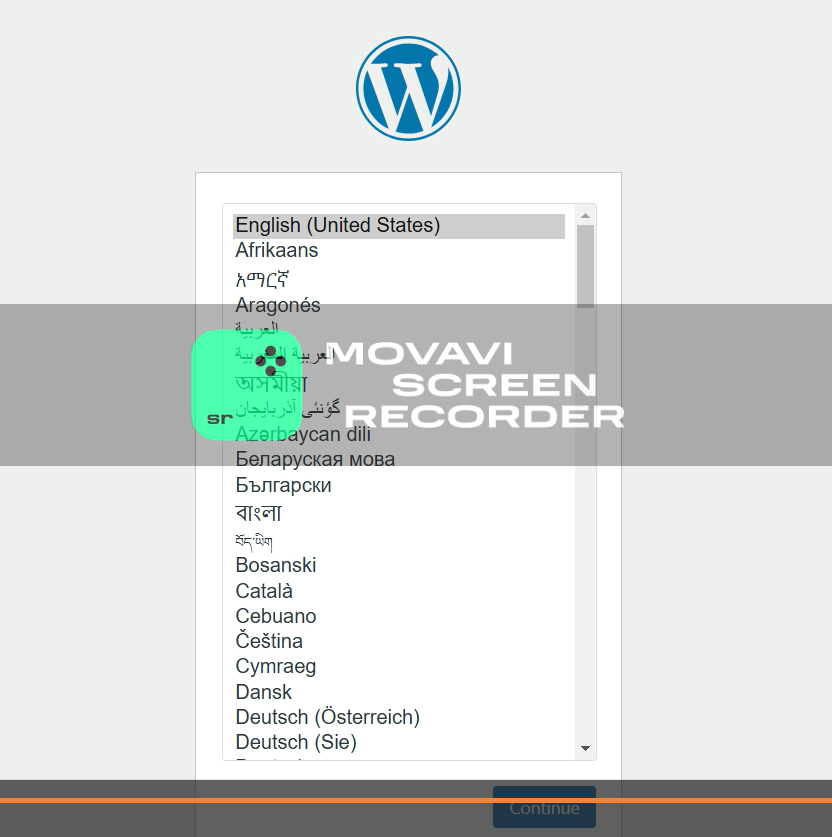 English (United States)
Afrikaans
አማርኛ
Aragonés
العربية
العربية المغربية
অসমীয়া
گؤنئی آذربایجان
Azərbaycan dili
Беларуская мова
Български
বাংলা
བོད་ཡིག
Bosanski
Català
Cebuano
Čeština
Cymraeg
Dansk
Deutsch (Österreich)
Deutsch (Sie)
sr
MOVAVI
SCREEN
RECORDER
Continue